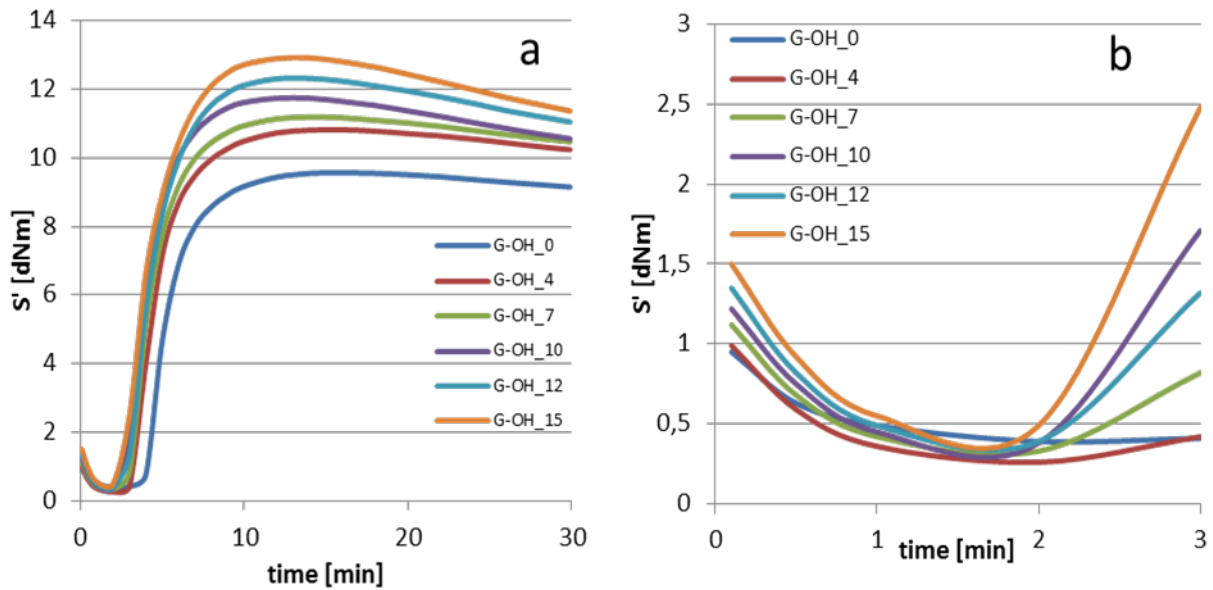 14
12
10
8
6
4
2
0
S' [dNm]
a
G-OH_0
G-OH_4
G-OH_7
G-OH_10
G-OH_12
G-OH_15
0
10
20
30
time [min]
3
2,5
2
1,5
1
0,5
0
S' [dNm]
G-OH_0
G-OH_4
G-OH_7
G-OH_10
G-OH_12
G-OH_15
b
0
1
2
3
time [min]